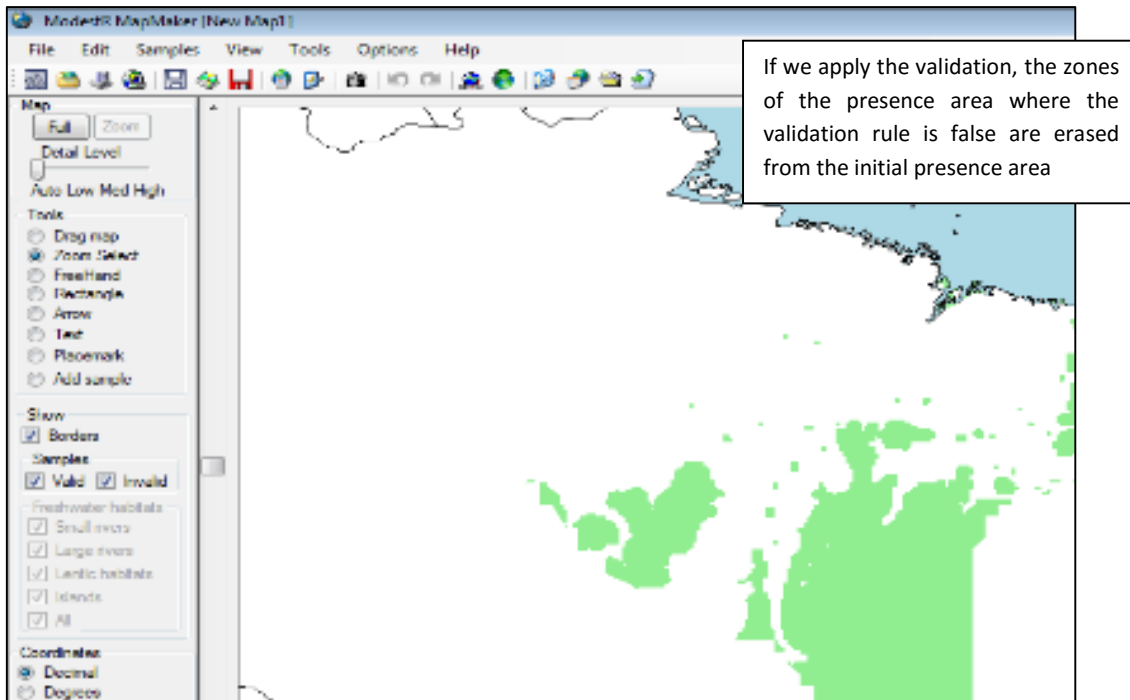 ModestR MapMaker [New Map1]
File Edit Samples View Tools Options Help
If we apply the validation, the zones
of the presence area where the
validation rule is false are erased
from the initial presence area
Map
Full Zoom
Detail Level
Auto Low Med High
Tools
Drag map
Zoom Select
FreeHand
Rectangle
Arrow
Text
Placemark
Add sample
Show
Borders
Samples
Valid Invalid
Freshwater habitats
Small rivers
Large rivers
Lentic habitats
Islands
All
Coordinates
Decimal
Degrees